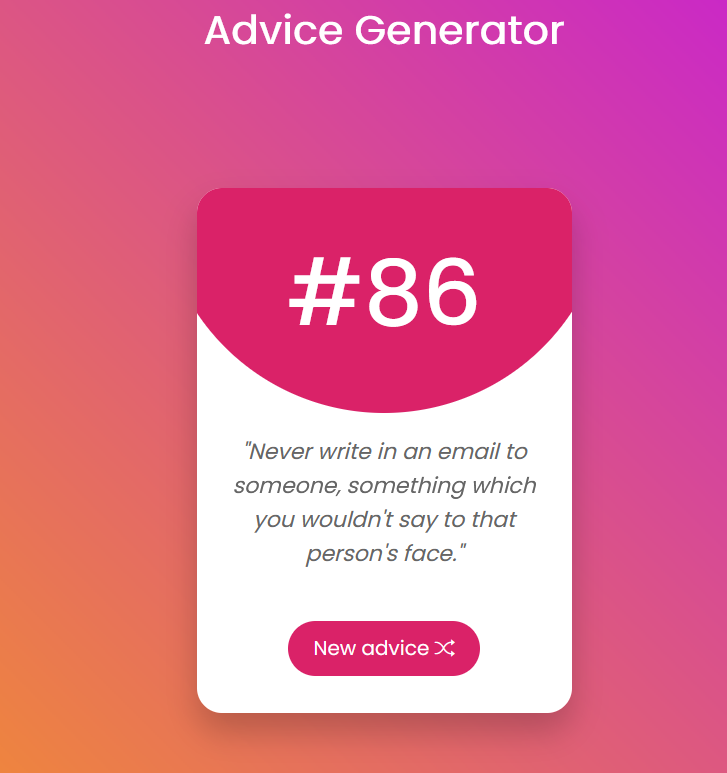 Advice Generator
#86
"Never write in an email to
someone, something which
you wouldn't say to that
person's face."
New advice